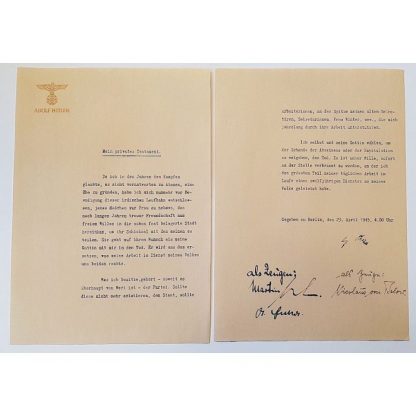 ADOLF HITLER
Mein privates Testament.
Da ich in den Jahren des Kampfes
glaubte, es nicht verantworten zu können, eine
Ehe zu gründen, habe ich mich nunmehr vor Be-
endigung dieser irdischen Laufbahn entschlos-
sen, jenes Mädchen zur Frau zu nehmen, das
nach langen Jahren treuer Freundschaft aus
freiem Willen in die schon fast belagerte Stadt
hereinkam, um ihr Schicksal mit dem meinen zu
teilen. Sie geht auf ihren Wunsch als meine
Gattin mit mir in den Tod. Es wird uns das er-
setzen, was meine Arbeit im Dienst meines Volkes
uns beiden raubte.
Was ich besitze, gehört - soweit es
überhaupt von Wert ist - der Partei. Sollte
diese nicht mehr existieren, dem Staat, sollte
arbeiterinnen, an der Spitze meinen alten Sekre-
tären, Sekretärinnen, Frau Winter, usw., die mich
jahrelang durch ihre Arbeit unterstützten.
Ich selbst und meine Gattin wählen, um
der Schande des Absetzens oder der Kapitulation
zu entgehen, den Tod. Es ist unser Wille, sofort
an der Stelle verbrannt zu werden, an der ich
den grössten Teil meiner täglichen Arbeit im
Laufe eines zwölfjährigen Dienstes an meinem
Volke geleistet habe.
Gegeben zu Berlin, den 29. April 1945, 4.00 Uhr
als Zeugen:
Martin
Dr.
als Zeuge:
Nicolaus von Below